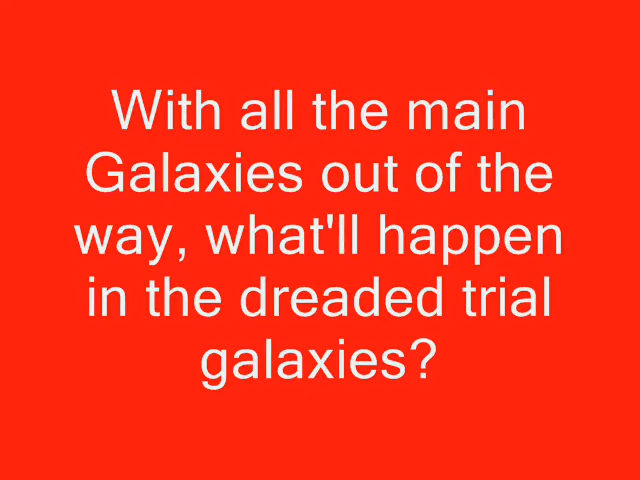 With all the main
Galaxies out of the
way, what'll happen
in the dreaded trial
galaxies?